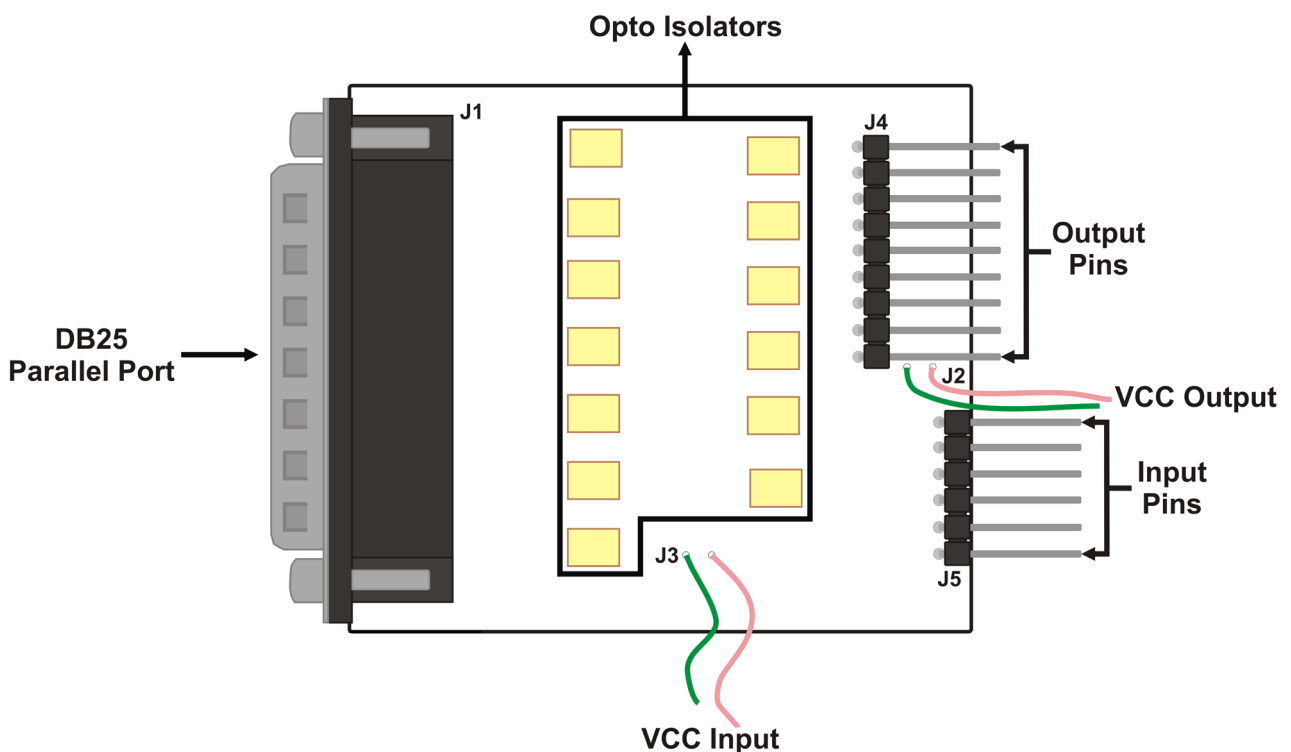 Opto Isolators
J1
J4
Output
Pins
DB25
Parallel Port
J2
VCC Output
Input
Pins
J3
J5
VCC Input